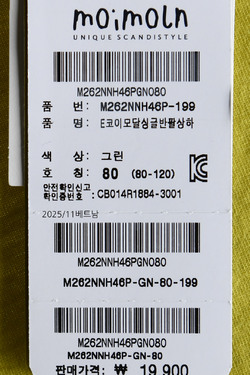 moimoln
UNIQUE SCANDISTYLE
M262NNH46PGN080
품 번: M262NNH46P-199
품 명: E코이모달싱글반팔상하
색 상: 그린
호 칭: 80 (80-120)
안전확인신고
확인증번호: CB014R1684-3001
2025/11베트남
M262NNH46PGN080
M262NNH46P-GN-80-199
M262NNH46PGN080
M262NNH46P-GN-80
판매가격: ₩ 19,900